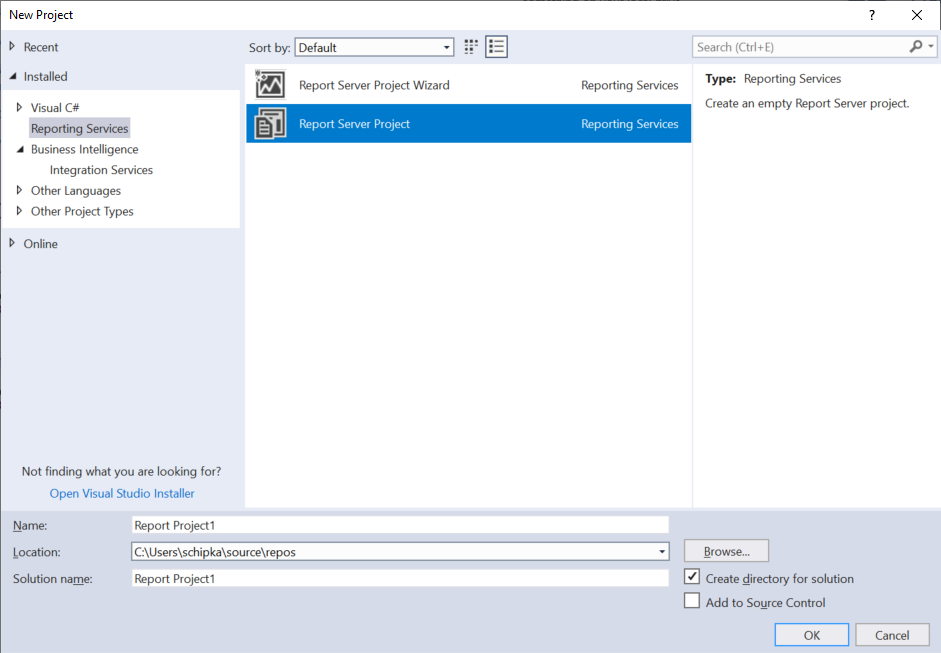 New Project
?
Recent
Sort by: Default
Search (Ctrl+E)
Installed
Report Server Project Wizard Reporting Services
Type: Reporting Services
Visual C#
Create an empty Report Server project.
Reporting Services
Report Server Project Reporting Services
Business Intelligence
Integration Services
Other Languages
Other Project Types
Online
Not finding what you are looking for?
Open Visual Studio Installer
Name: Report Project1
Location: C:\Users\schipka\source\repos Browse...
Solution name: Report Project1
Create directory for solution
Add to Source Control
OK Cancel